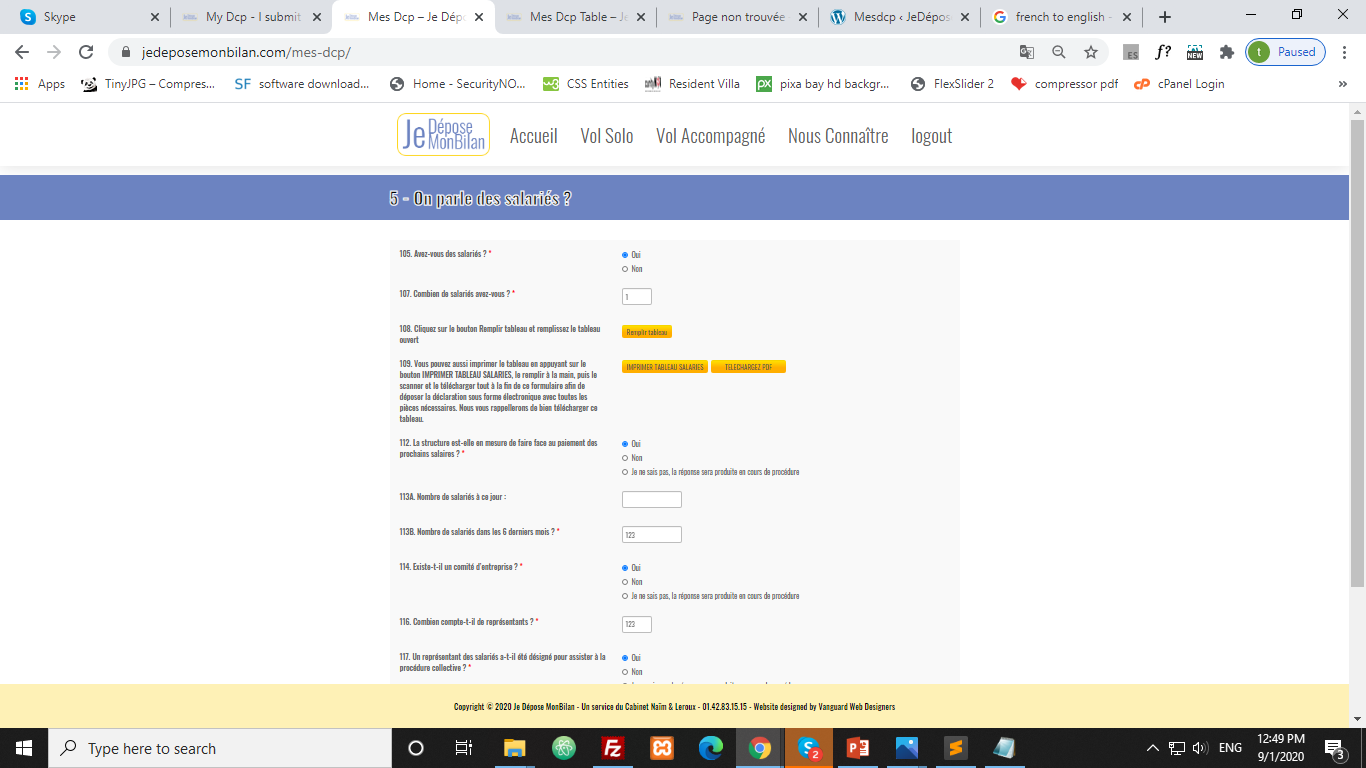 Skype
My Dcp - I submit
Mes Dcp – Je Dépo
Mes Dcp Table – Je
Page non trouvée
Mesdcp ‹ JeDépos
french to english -
jedeposemonbilan.com/mes-dcp/
ES
f?
NEW
t
Paused
Apps
TinyJPG – Compres...
SF
software download...
Home - SecurityNO...
CSS Entities
Resident Villa
px
pixa bay hd backgr...
FlexSlider 2
compressor pdf
cP
cPanel Login
»
Je Dépose MonBilan
Accueil
Vol Solo
Vol Accompagné
Nous Connaître
logout
5 - On parle des salariés ?
105. Avez-vous des salariés ? *
Oui
Non
107. Combien de salariés avez-vous ? *
1
108. Cliquez sur le bouton Remplir tableau et remplissez le tableau
ouvert
Remplir tableau
109. Vous pouvez aussi imprimer le tableau en appuyant sur le
bouton IMPRIMER TABLEAU SALARIES, le remplir à la main, puis le
scanner et le télécharger tout à la fin de ce formulaire afin de
déposer la déclaration sous forme électronique avec toutes les
pièces nécessaires. Nous vous rappellerons de bien télécharger ce
tableau.
IMPRIMER TABLEAU SALARIES
TELECHARGEZ PDF
112. La structure est-elle en mesure de faire face au paiement des
prochains salaires ? *
Oui
Non
Je ne sais pas, la réponse sera produite en cours de procédure
113A. Nombre de salariés à ce jour :
113B. Nombre de salariés dans les 6 derniers mois ? *
123
114. Existe-t-il un comité d'entreprise ? *
Oui
Non
Je ne sais pas, la réponse sera produite en cours de procédure
116. Combien compte-t-il de représentants ? *
123
117. Un représentant des salariés a-t-il été désigné pour assister à la
procédure collective ? *
Oui
Non
Copyright © 2020 Je Dépose MonBilan - Un service du Cabinet Naïm & Leroux - 01.42.83.15.15 - Website designed by Vanguard Web Designers
Type here to search
2
ENG
12:49 PM
9/1/2020
3